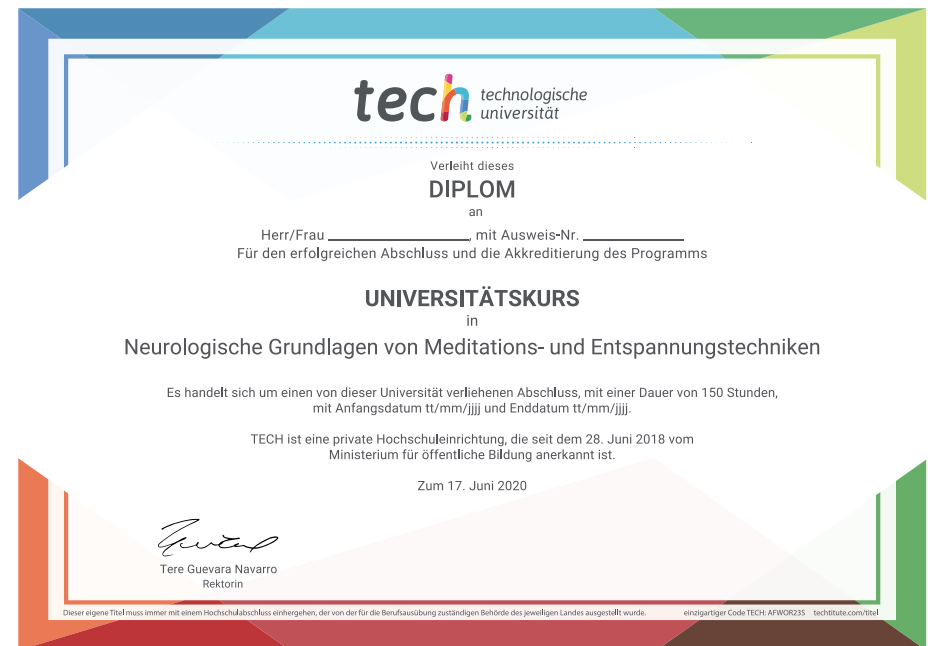 tech technologische
universität
Verleiht dieses
DIPLOM
an
Herr/Frau ____________, mit Ausweis-Nr. ____________
Für den erfolgreichen Abschluss und die Akkreditierung des Programms
UNIVERSITÄTSKURS
in
Neurologische Grundlagen von Meditations- und Entspannungstechniken
Es handelt sich um einen von dieser Universität verliehenen Abschluss, mit einer Dauer von 150 Stunden,
mit Anfangsdatum tt/mm/jjjj und Enddatum tt/mm/jjjj.
TECH ist eine private Hochschuleinrichtung, die seit dem 28. Juni 2018 vom
Ministerium für öffentliche Bildung anerkannt ist.
Zum 17. Juni 2020
Tere Guevara Navarro
Rektorin
Dieser eigene Titel muss immer mit einem Hochschulabschluss einhergehen, der von der für die Berufsausübung zuständigen Behörde des jeweiligen Landes ausgestellt wurde. einzigartiger Code TECH: AFWOR23S techtitute.com/titel